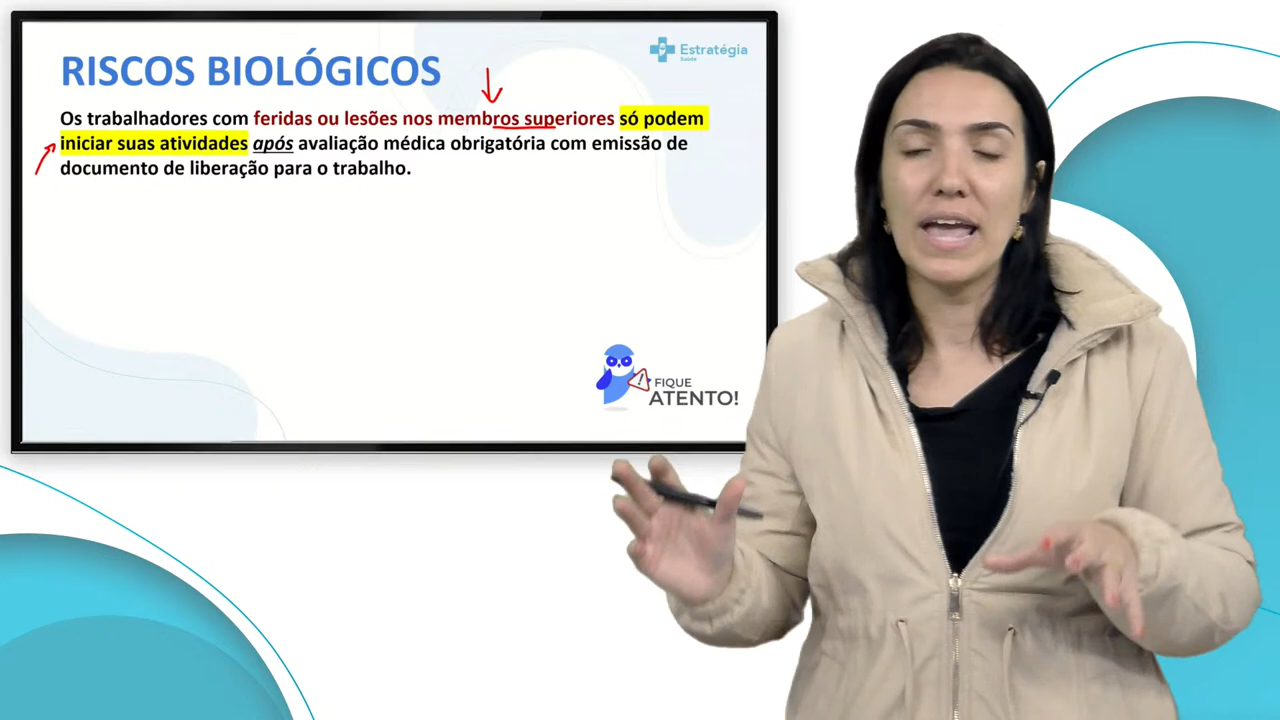 RISCOS BIOLÓGICOS
Estratégia
Saúde
Os trabalhadores com feridas ou lesões nos membros superiores só podem
iniciar suas atividades após avaliação médica obrigatória com emissão de
documento de liberação para o trabalho.
FIQUE
ATENTO!